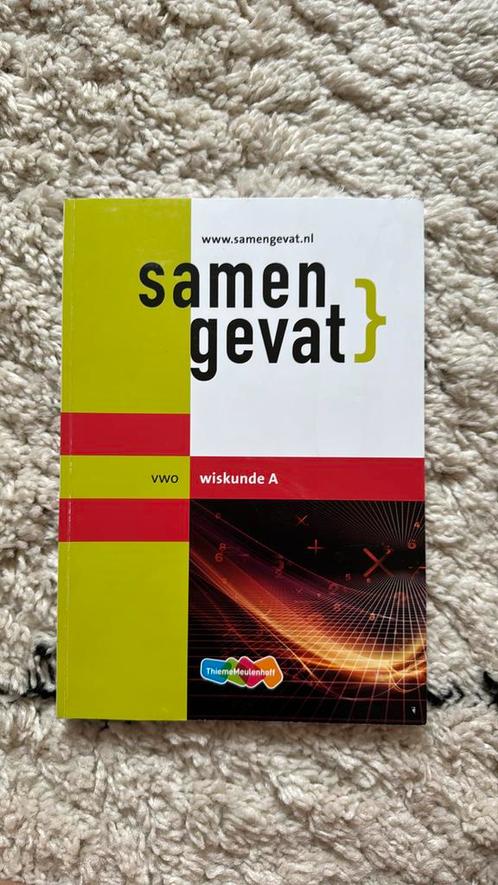 www.samengevat.nl
samen
gevat}
vwo wiskunde A
ThiemeMeulenhoff